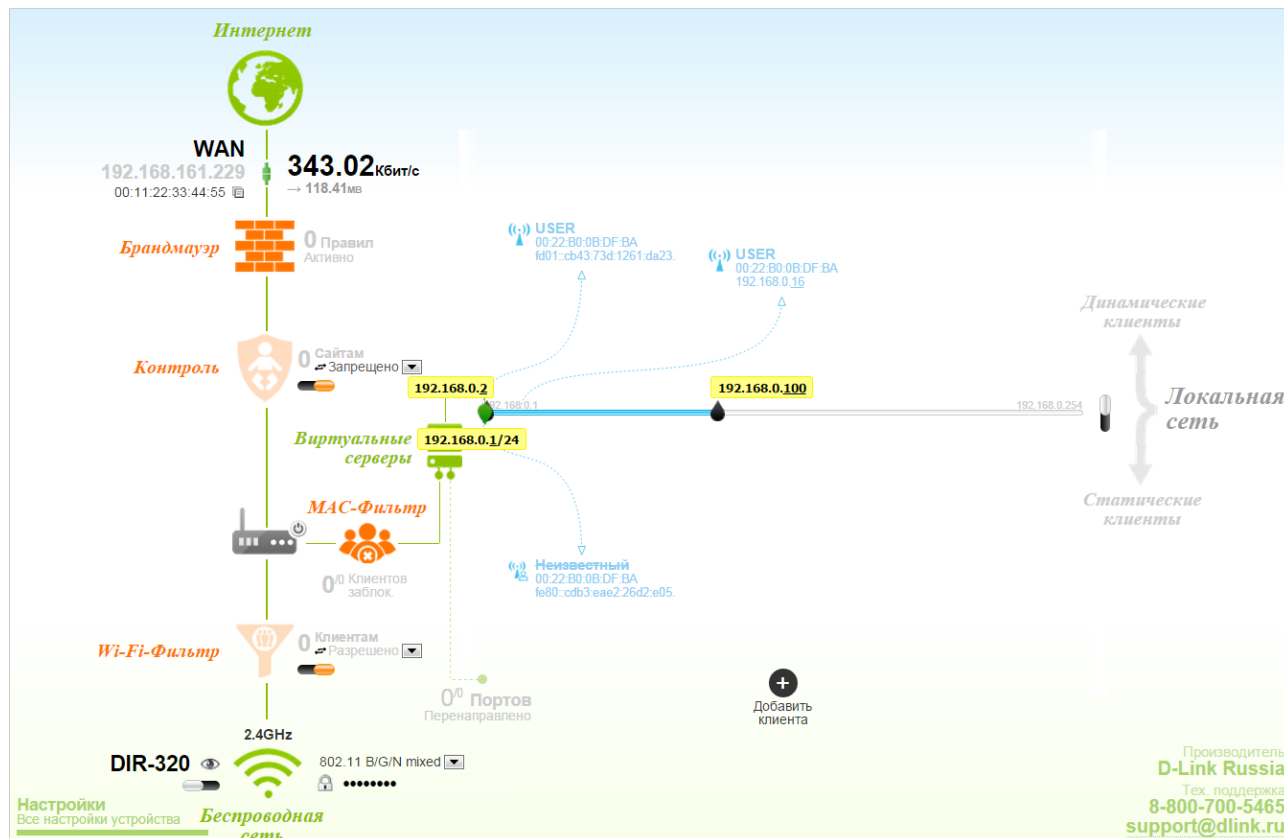 Интернет
WAN
192.168.161.229
00:11:22:33:44:55
343.02Кбит/с
→ 118.41МВ
Брандмауэр
0 Правил
Активно
USER
00:22:B0:0B:DF:BA
fd01::cb43:73d:1261:da23.
USER
00:22:B0:0B:DF:BA
192.168.0.16
Динамические
клиенты
Контроль
0 Сайтам
Запрещено
192.168.0.2
192.168.0.100
192.168.0.1
192.168.0.254
Локальная
сеть
Виртуальные
серверы
192.168.0.1/24
MAC-Фильтр
Статические
клиенты
0/0 Клиентов
заблок.
Неизвестный
00:22:B0:0B:DF:BA
fe80::cdb3:eae2:26d2:e05.
Wi-Fi-Фильтр
0 Клиентам
Разрешено
0/0 Портов
Перенаправлено
Добавить
клиента
2.4GHz
DIR-320
802.11 B/G/N mixed
••••••••
Беспроводная
сеть
Настройки
Все настройки устройства
Производитель
D-Link Russia
Тех. поддержка
8-800-700-5465
support@dlink.ru